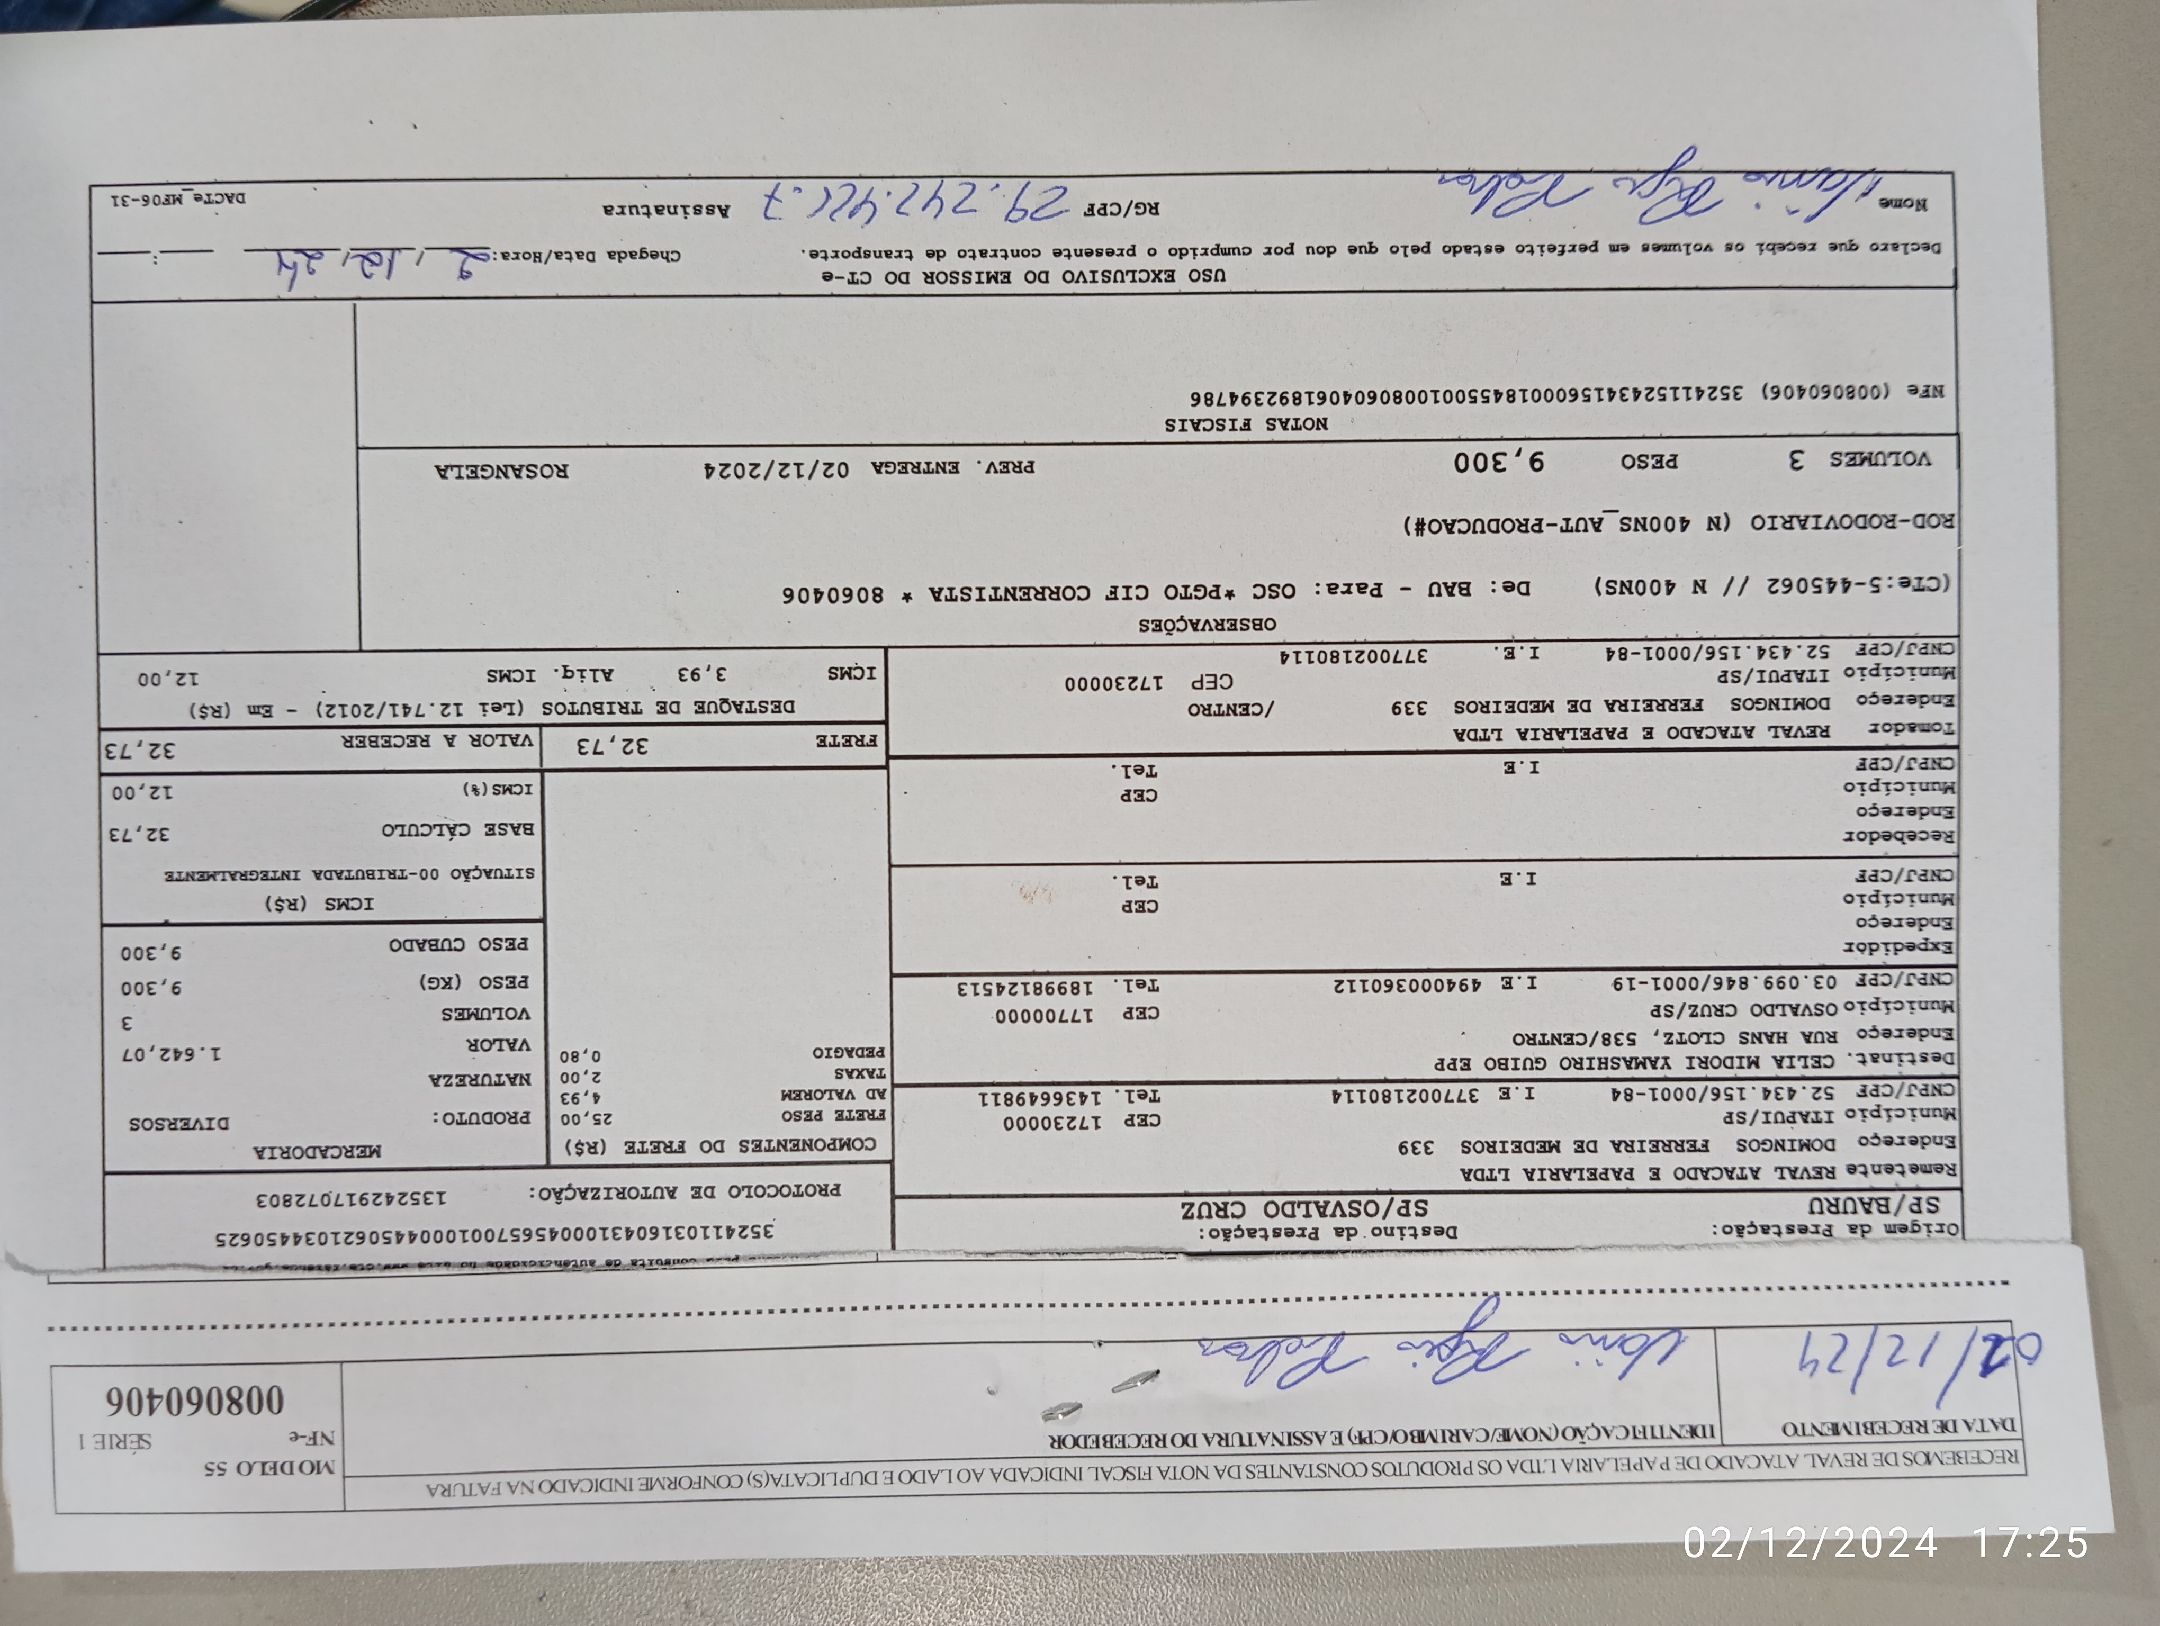 RECEBEMOS DE REVAL ATACADO DE PAPELARIA LTDA OS PRODUTOS CONSTANTES DA NOTA FISCAL INDICADA AO LADO E DUPLICATA(S) CONFORME INDICADO NA FATURA
MODELO 55
NF-e SÉRIE 1
008060406
DATA DE RECEBIMENTO
IDENTIFICAÇÃO (NOME/CARIMBO/CPF) E ASSINATURA DO RECEBEDOR
02/12/24
consulta de autenticidade no
Origem da Prestação:
SP/BAURU
Destino da Prestação:
SP/OSVALDO CRUZ
PROTOCOLO DE AUTORIZAÇÃO: 135242917072803
Remetente REVAL ATACADO E PAPELARIA LTDA
Endereço DOMINGOS FERREIRA DE MEDEIROS 339
Município ITAPUI/SP CEP 17230000
CNPJ/CPF 52.434.156/0001-84 I.E 377002180114 Tel. 1436649811
Destinat. CELIA MIDORI YAMASHIRO GUIBO EPP
Endereço RUA HANS CLOTZ, 538/CENTRO
Município OSVALDO CRUZ/SP CEP 17700000
CNPJ/CPF 03.099.846/0001-19 I.E 494000360112 Tel. 18998124513
Expedidor
Endereço
Município CEP
CNPJ/CPF I.E Tel.
Recebedor
Endereço
Município CEP
CNPJ/CPF I.E Tel.
Tomador REVAL ATACADO E PAPELARIA LTDA
Endereço DOMINGOS FERREIRA DE MEDEIROS 339 /CENTRO
Município ITAPUI/SP CEP 17230000
CNPJ/CPF 52.434.156/0001-84 I.E. 377002180114
COMPONENTES DO FRETE (R$)
FRETE PESO 25,00
AD VALOREM 4,93
TAXAS 2,00
PEDAGIO 0,80
MERCADORIA
PRODUTO: DIVERSOS
NATUREZA
VALOR 1.642,07
VOLUMES 3
PESO (KG) 9,300
PESO CUBADO 9,300
ICMS (R$)
SITUAÇÃO 00-TRIBUTADA INTEGRALMENTE
BASE CÁLCULO 32,73
ICMS(%) 12,00
FRETE 32,73 VALOR A RECEBER 32,73
DESTAQUE DE TRIBUTOS (Lei 12.741/2012) - Em (R$)
ICMS 3,93 Aliq. ICMS 12,00
OBSERVAÇÕES
(CTe:5-445062 // N 400NS) De: BAU - Para: OSC *PGTO CIF CORRENTISTA * 8060406
ROD-RODOVIARIO (N 400NS_AUT-PRODUCAO#)
VOLUMES 3 PESO 9,300 PREV. ENTREGA 02/12/2024 ROSANGELA
NOTAS FISCAIS
NFe (008060406) 35241152434156000184550010080604061892394786
USO EXCLUSIVO DO EMISSOR DO CT-e
Declaro que recebi os volumes em perfeito estado pelo que dou por cumprido o presente contrato de transporte. Chegada Data/Hora: 2, 12, 24 :
Nome RG/CPF Assinatura DACTe_MF06-31
02/12/2024 17:25